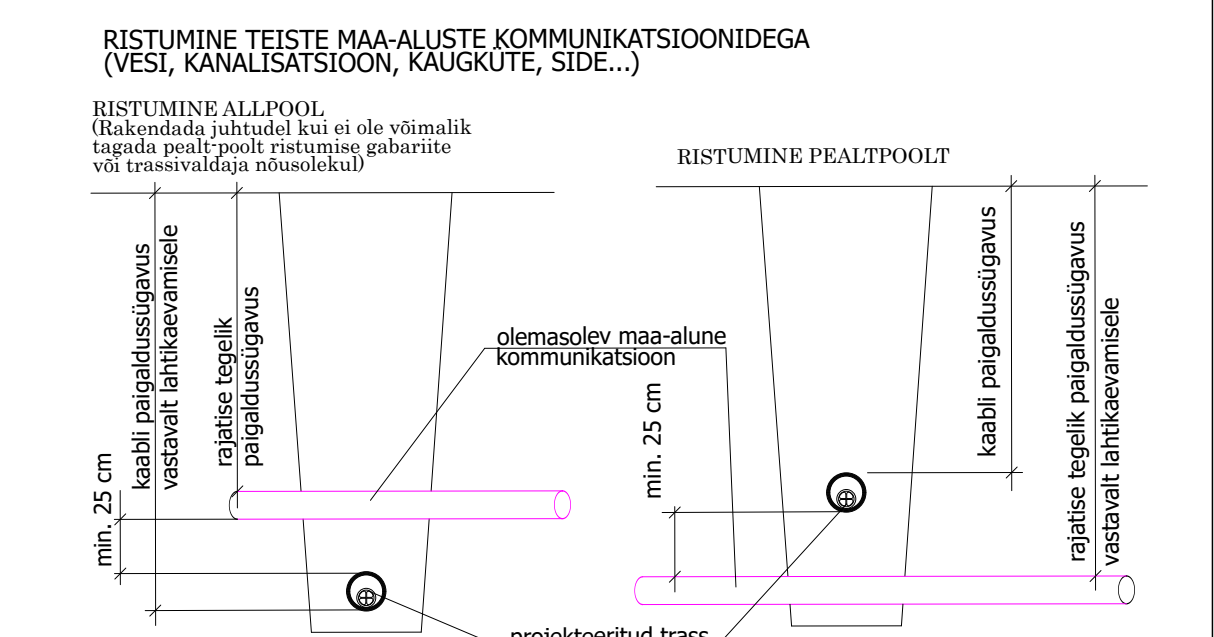 RISTUMINE TEISTE MAA-ALUSTE KOMMUNIKATSIOONIDEGA
(VESI, KANALISATSIOON, KAUGKÜTE, SIDE...)
RISTUMINE ALLPOOL
(Rakendada juhtudel kui ei ole võimalik
tagada pealt-poolt ristumise gabariite
või trassivaldaja nõusolekul)
RISTUMINE PEALTPOOLT
kaabli paigaldussügavus
vastavalt lahtikaevamisele
rajatise tegelik
paigaldussügavus
min. 25 cm
olemasolev maa-alune
kommunikatsioon
min. 25 cm
kaabli paigaldussügavus
rajatise tegelik paigaldussügavus
vastavalt lahtikaevamisele
projekteeritud trass